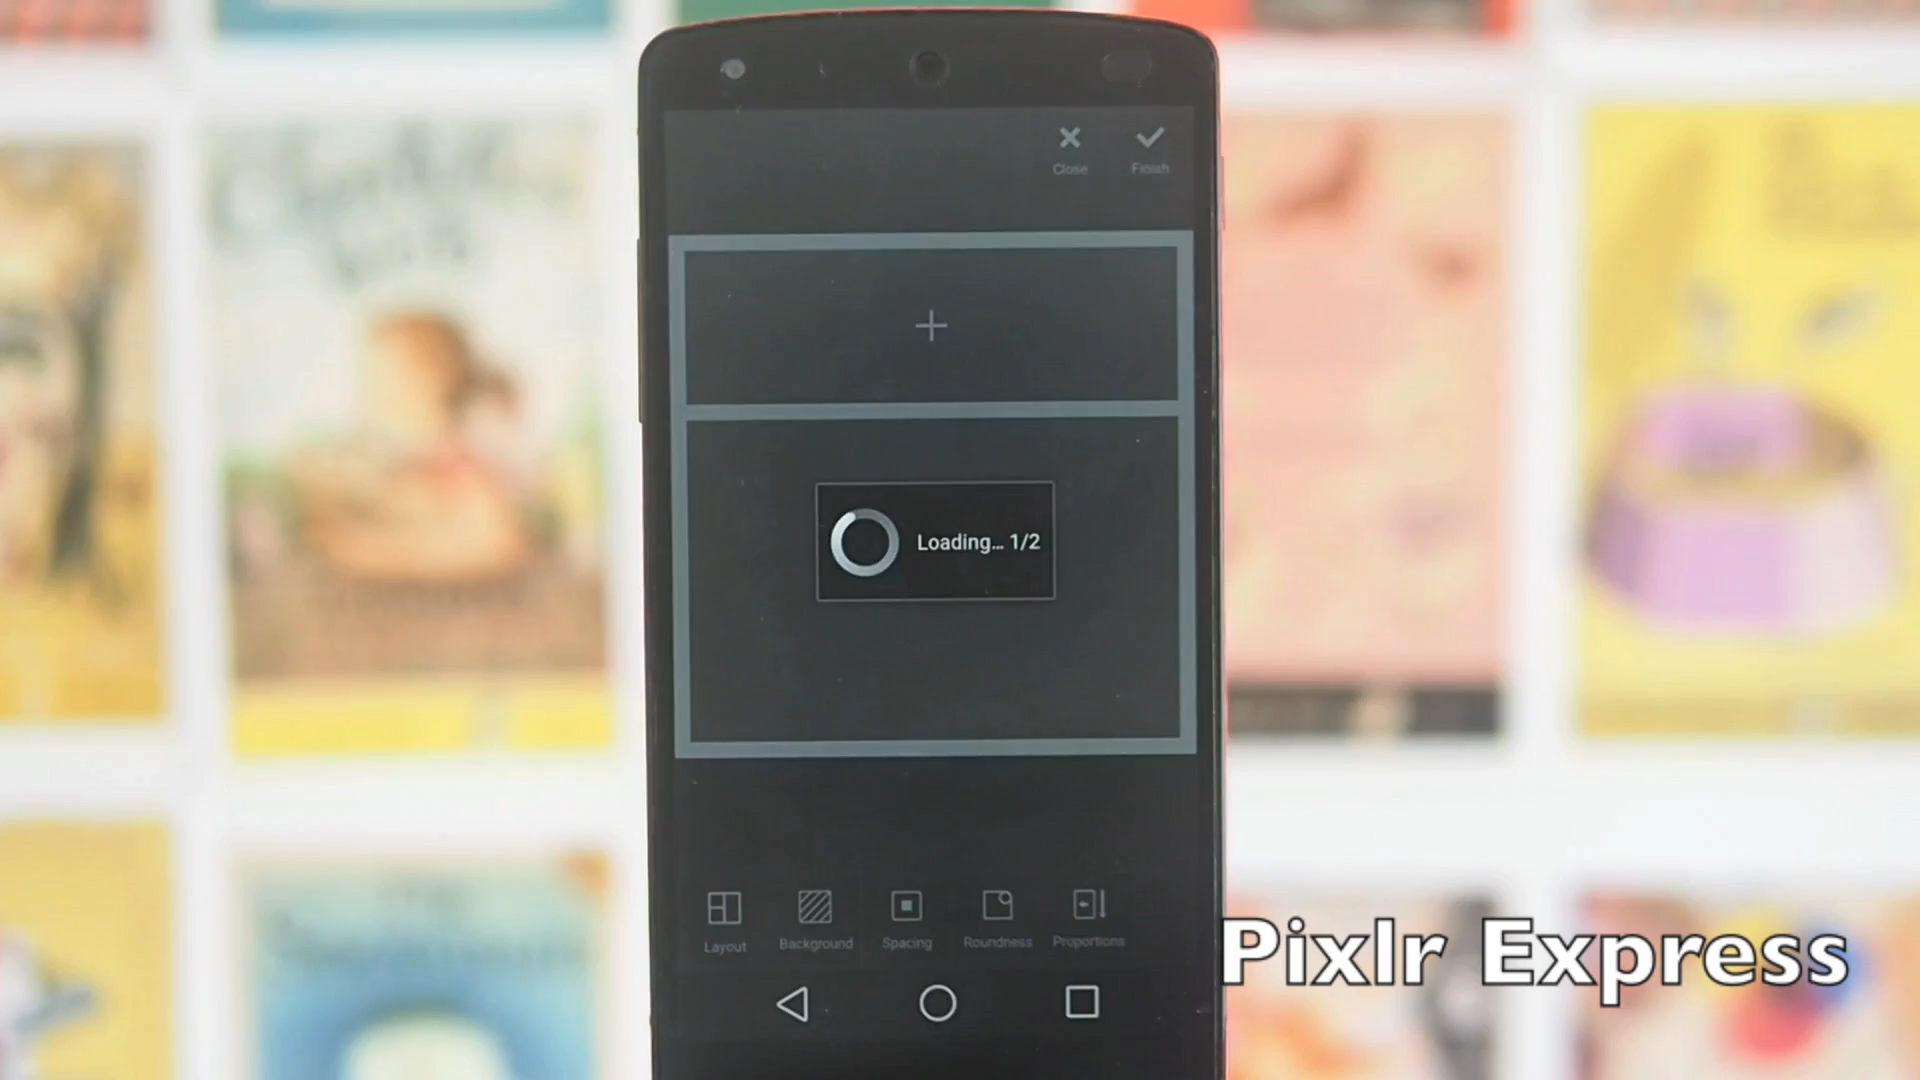 Close Finish
Loading... 1/2
Layout Background Spacing Roundness Proportions
Pixlr Express